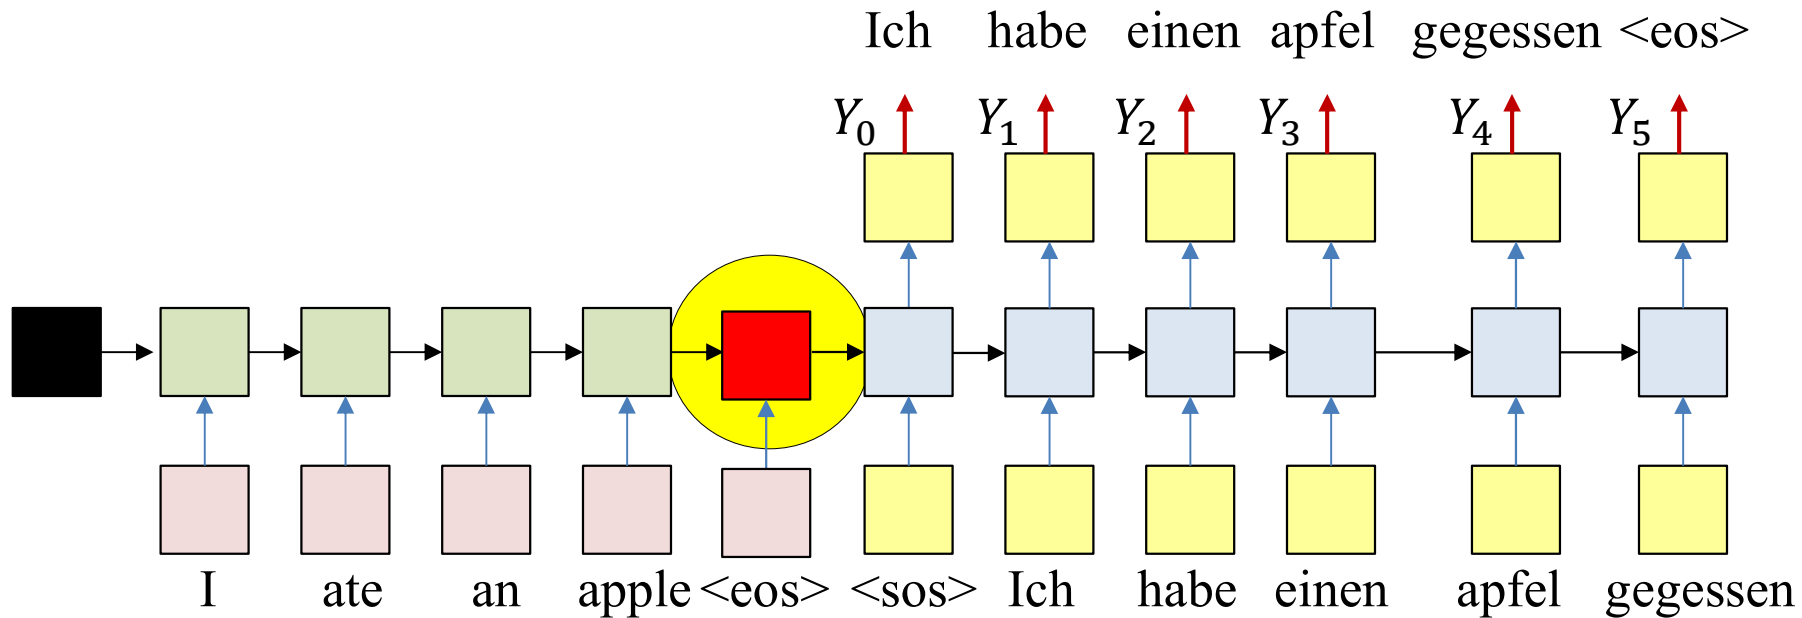 Ich habe einen apfel gegessen <eos>
Y0 Y1 Y2 Y3 Y4 Y5
I ate an apple <eos> <sos> Ich habe einen apfel gegessen